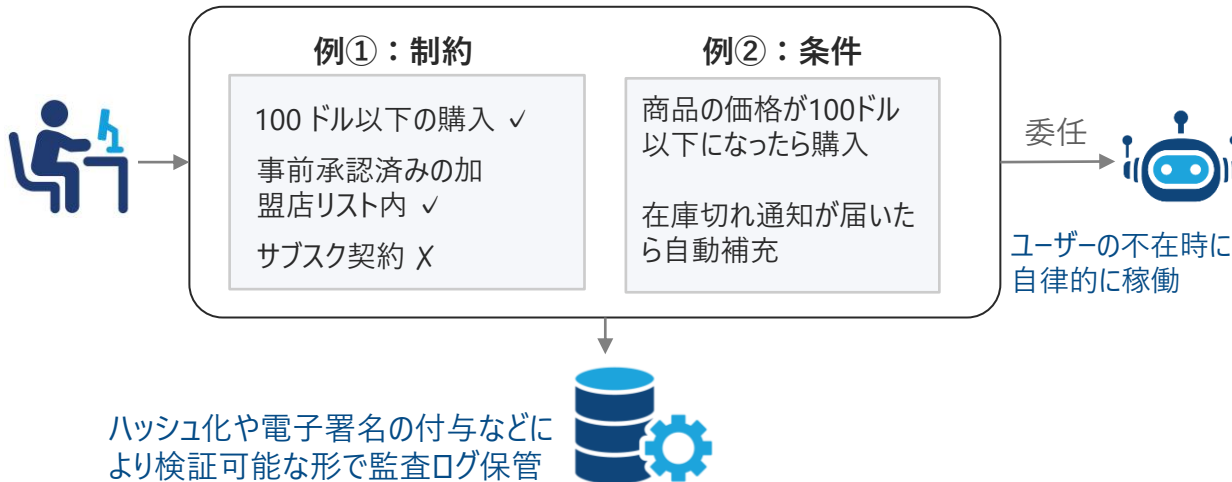 例①：制約
100 ドル以下の購入 ✓
事前承認済みの加
盟店リスト内 ✓
サブスク契約 ✗
例②：条件
商品の価格が100ドル
以下になったら購入
在庫切れ通知が届いた
ら自動補充
委任
ユーザーの不在時に
自律的に稼働
ハッシュ化や電子署名の付与などに
より検証可能な形で監査ログ保管